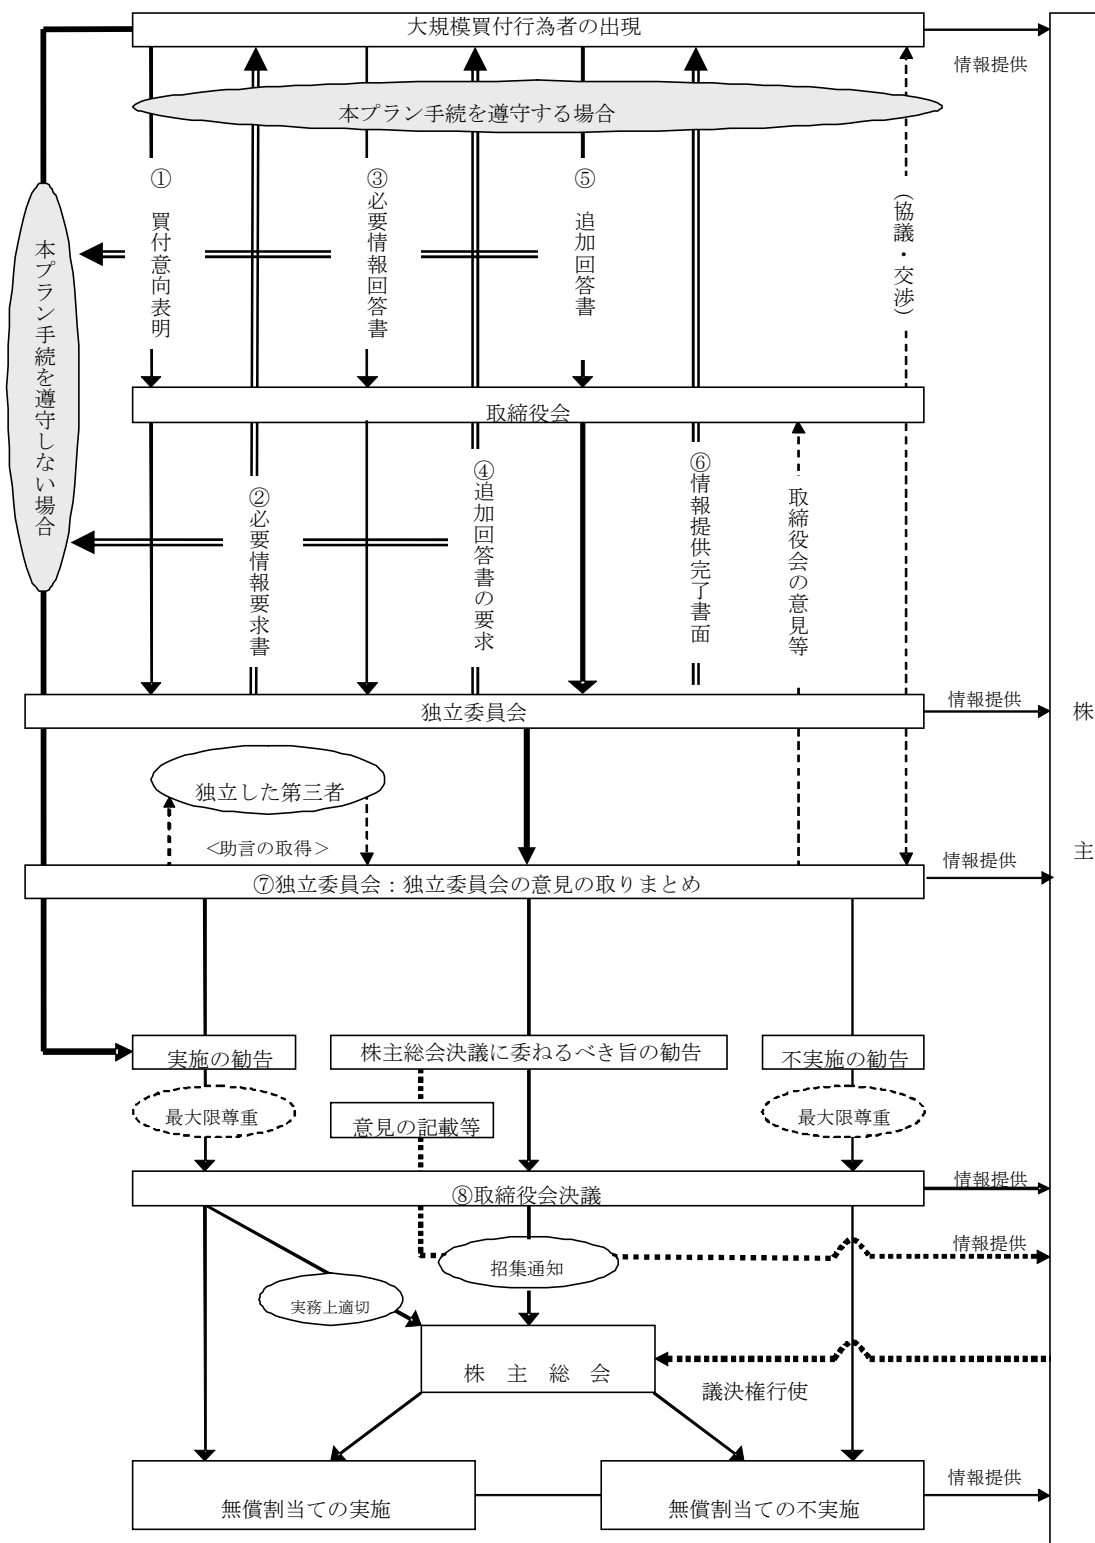 大規模買付行為者の出現
情報提供
本プラン手続を遵守する場合
① 買付意向表明
③必要情報回答書
⑤ 追加回答書
(協議・交渉)
本プラン手続を遵守しない場合
取締役会
②必要情報要求書
④追加回答書の要求
⑥情報提供完了書面
取締役会の意見等
独立委員会
情報提供
株主
独立した第三者
<助言の取得>
情報提供
⑦独立委員会:独立委員会の意見の取りまとめ
実施の勧告
株主総会決議に委ねるべき旨の勧告
不実施の勧告
最大限尊重
意見の記載等
最大限尊重
⑧取締役会決議
情報提供
情報提供
招集通知
実務上適切
株 主 総 会
議決権行使
無償割当ての実施
無償割当ての不実施
情報提供